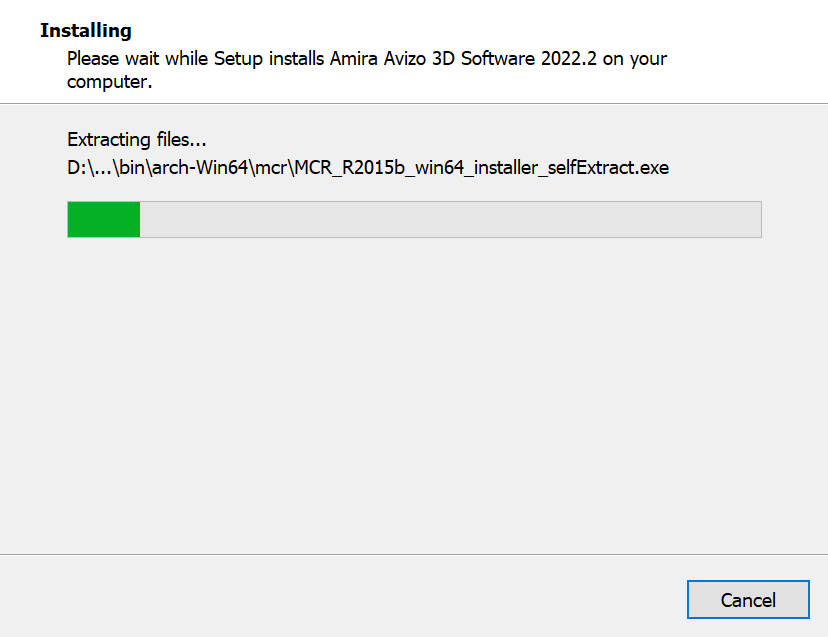 Installing
Please wait while Setup installs Amira Avizo 3D Software 2022.2 on your
computer.
Extracting files...
D:\...\bin\arch-Win64\mcr\MCR_R2015b_win64_installer_selfExtract.exe
Cancel